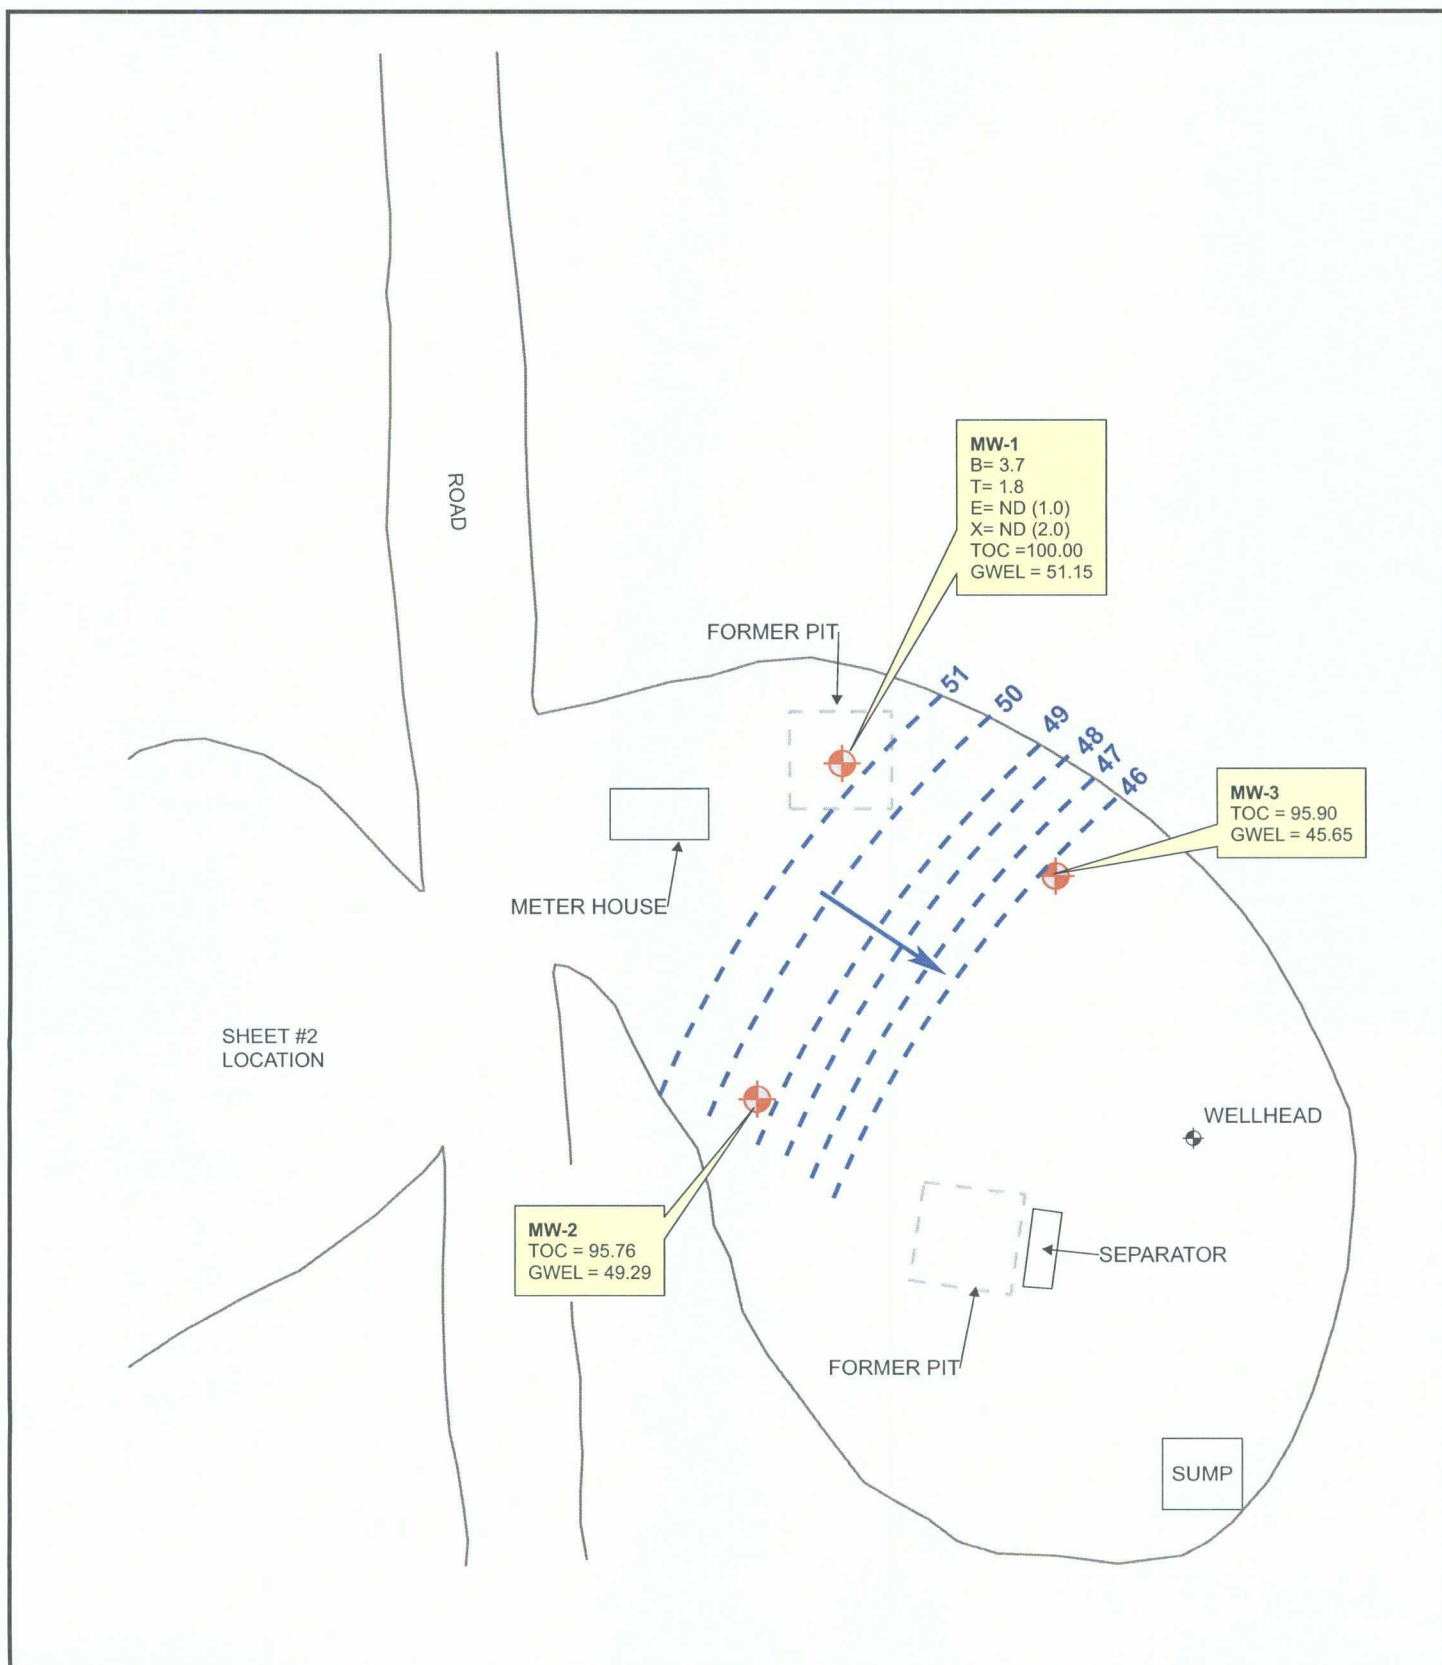 MW-1
B= 3.7
T= 1.8
E= ND (1.0)
X= ND (2.0)
TOC =100.00
GWEL = 51.15
ROAD
FORMER PIT
51
50
49
48
47
46
MW-3
TOC = 95.90
GWEL = 45.65
METER HOUSE
SHEET #2
LOCATION
WELLHEAD
MW-2
TOC = 95.76
GWEL = 49.29
SEPARATOR
FORMER PIT
SUMP